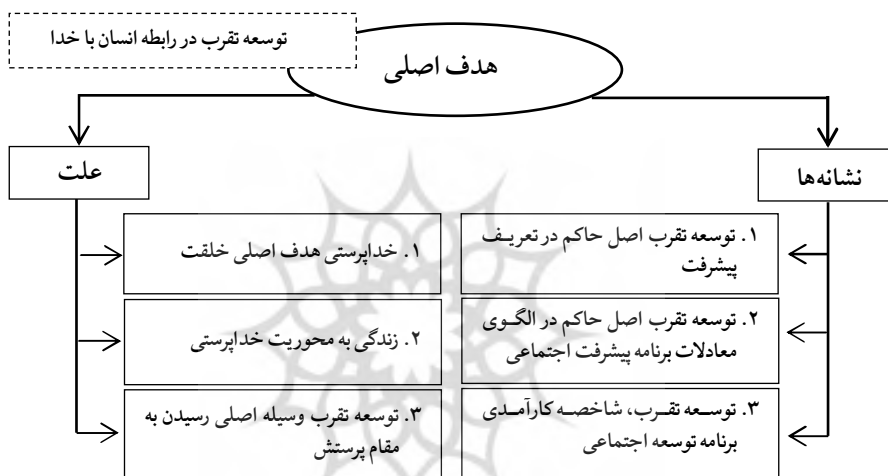 توسعه تقرب در رابطه انسان با خدا
هدف اصلی
نشانه‌ها
۱. توسعه تقرب اصل حاکم در تعریف
پیشرفت
۲. توسعه تقرب اصل حاکم در الگوی
معادلات برنامه پیشرفت اجتماعی
۳. توسعه تقرب، شاخصه کارآمدی
برنامه توسعه اجتماعی
علت
۱. خداپرستی هدف اصلی خلقت
۲. زندگی به محوریت خداپرستی
۳. توسعه تقرب وسیله اصلی رسیدن به
مقام پرستش